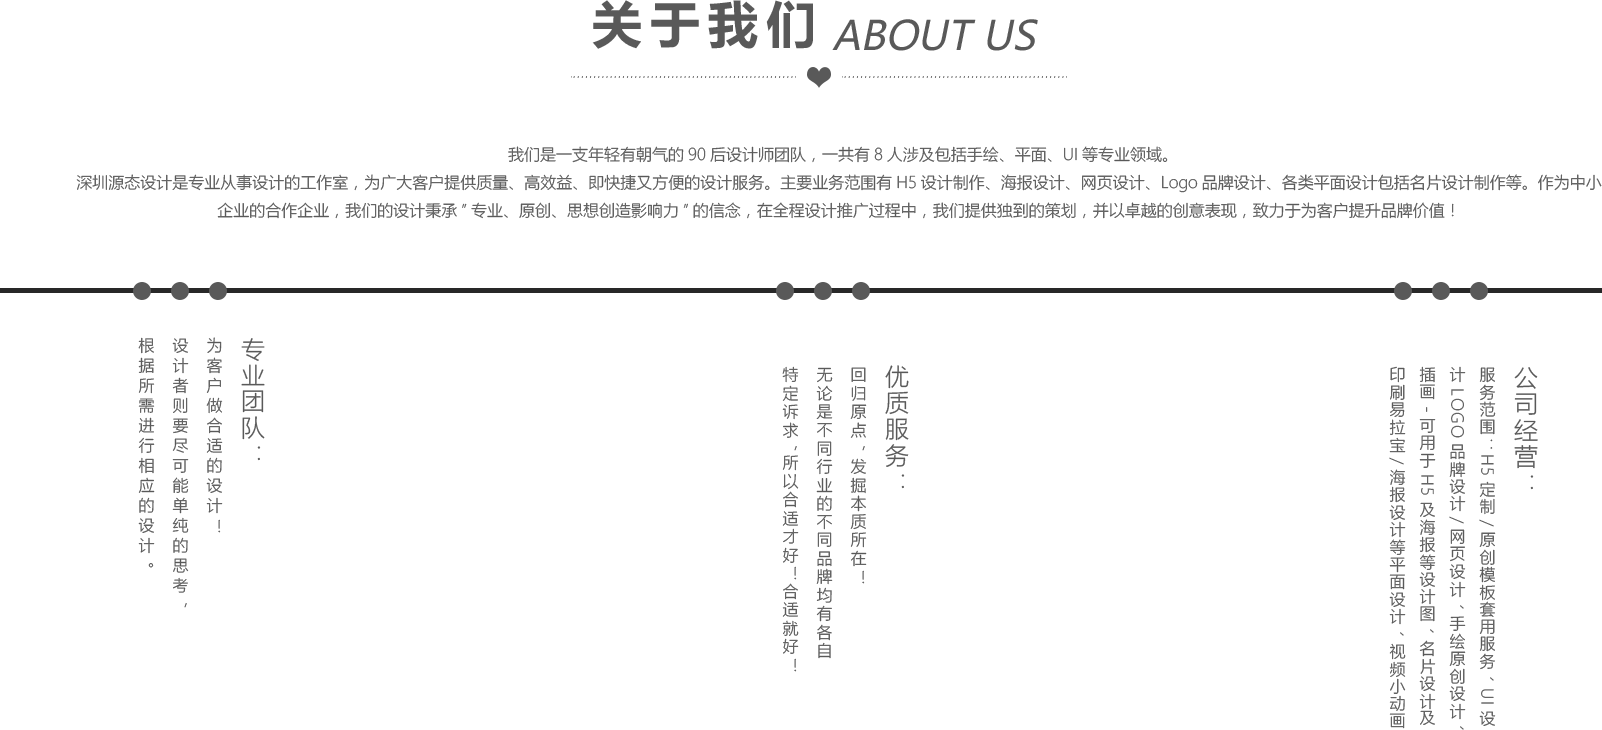 关于我们 ABOUT US
我们是一支年轻有朝气的 90 后设计师团队，一共有 8 人涉及包括手绘、平面、UI 等专业领域。
深圳源态设计是专业从事设计的工作室，为广大客户提供质量、高效益、即快捷又方便的设计服务。主要业务范围有 H5 设计制作、海报设计、网页设计、Logo 品牌设计、各类平面设计包括名片设计制作等。作为中小
企业的合作企业，我们的设计秉承 " 专业、原创、思想创造影响力 " 的信念，在全程设计推广过程中，我们提供独到的策划，并以卓越的创意表现，致力于为客户提升品牌价值！
专业团队：
为客户做合适的设计！
设计者则要尽可能单纯的思考，
根据所需进行相应的设计。
优质服务：
回归原点，发掘本质所在！
无论是不同行业的不同品牌均有各自
特定诉求，所以合适才好！合适就好！
公司经营：
服务范围：H5 定制/原创模板套用服务、UI 设
计 LOGO 品牌设计/网页设计、手绘原创设计、
插画 - 可用于 H5 及海报等设计图、名片设计及
印刷易拉宝/海报设计等平面设计、视频小动画